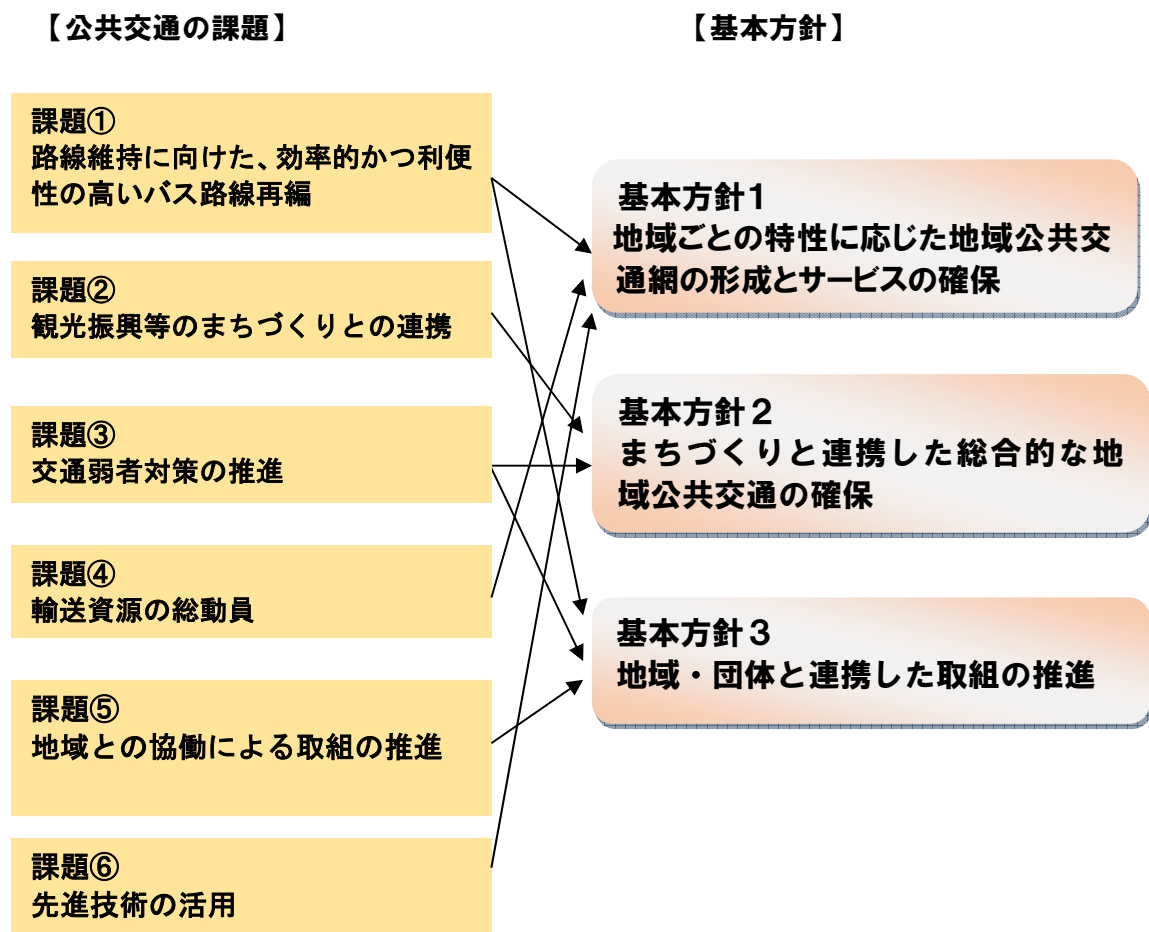 【公共交通の課題】
【基本方針】
課題①
路線維持に向けた、効率的かつ利便
性の高いバス路線再編
課題②
観光振興等のまちづくりとの連携
課題③
交通弱者対策の推進
課題④
輸送資源の総動員
課題⑤
地域との協働による取組の推進
課題⑥
先進技術の活用
基本方針1
地域ごとの特性に応じた地域公共交
通網の形成とサービスの確保
基本方針２
まちづくりと連携した総合的な地
域公共交通の確保
基本方針３
地域・団体と連携した取組の推進